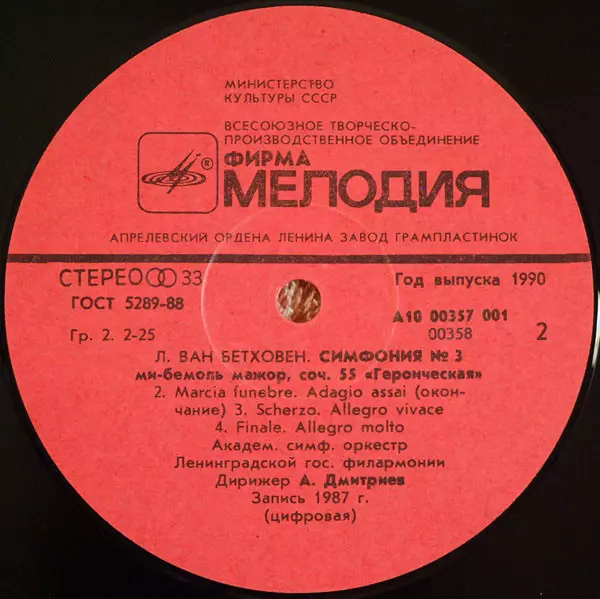 МИНИСТЕРСТВО
КУЛЬТУРЫ СССР
ВСЕСОЮЗНОЕ ТВОРЧЕСКО-
ПРОИЗВОДСТВЕННОЕ ОБЪЕДИНЕНИЕ
® ФИРМА
МЕЛОДИЯ
АПРЕЛЕВСКИЙ ОРДЕНА ЛЕНИНА ЗАВОД ГРАМПЛАСТИНОК
СТЕРЕО 33
Год выпуска 1990
ГОСТ 5289-88
А10 00357 001
Гр. 2. 2-25
00358
2
Л. ВАН БЕТХОВЕН. СИМФОНИЯ № 3
ми-бемоль мажор, соч. 55 «Героическая»
2. Marcia funebre. Adagio assai (окон-
чание) 3. Scherzo. Allegro vivace
4. Finale. Allegro molto
Академ. симф. оркестр
Ленинградской гос. филармонии
Дирижер А. Дмитриев
Запись 1987 г.
(цифровая)